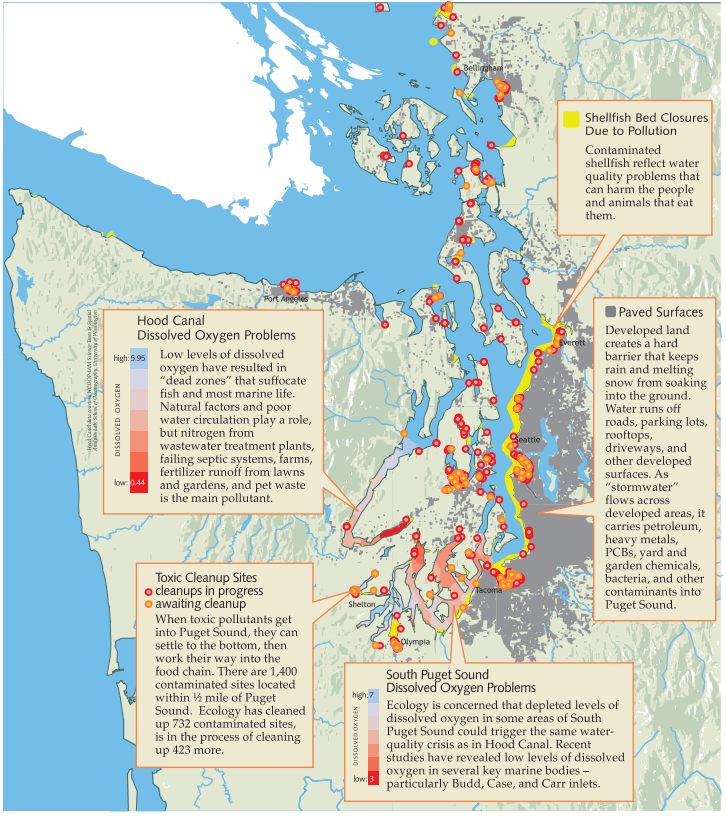 Bellingham
Shellfish Bed Closures
Due to Pollution
Contaminated
shellfish reflect water
quality problems that
can harm the people
and animals that eat
them.
Port Angeles
Everett
Seattle
Tacoma
Shelton
Olympia
Paved Surfaces
Developed land
creates a hard
barrier that keeps
rain and melting
snow from soaking
into the ground.
Water runs off
roads, parking lots,
rooftops,
driveways, and
other developed
surfaces. As
“stormwater”
flows across
developed areas, it
carries petroleum,
heavy metals,
PCBs, yard and
garden chemicals,
bacteria, and other
contaminants into
Puget Sound.
Hood Canal
Dissolved Oxygen Problems
high: 5.95
DISSOLVED OXYGEN
low: 0.44
Low levels of dissolved
oxygen have resulted in
“dead zones” that suffocate
fish and most marine life.
Natural factors and poor
water circulation play a role,
but nitrogen from
wastewater treatment plants,
failing septic systems, farms,
fertilizer runoff from lawns
and gardens, and pet waste
is the main pollutant.
Toxic Cleanup Sites
cleanups in progress
awaiting cleanup
When toxic pollutants get
into Puget Sound, they can
settle to the bottom, then
work their way into the
food chain. There are 1,400
contaminated sites located
within ½ mile of Puget
Sound. Ecology has cleaned
up 732 contaminated sites,
is in the process of cleaning
up 423 more.
South Puget Sound
Dissolved Oxygen Problems
high: 7
DISSOLVED OXYGEN
low: 3
Ecology is concerned that depleted levels of
dissolved oxygen in some areas of South
Puget Sound could trigger the same water-
quality crisis as in Hood Canal. Recent
studies have revealed low levels of dissolved
oxygen in several key marine bodies –
particularly Budd, Case, and Carr inlets.